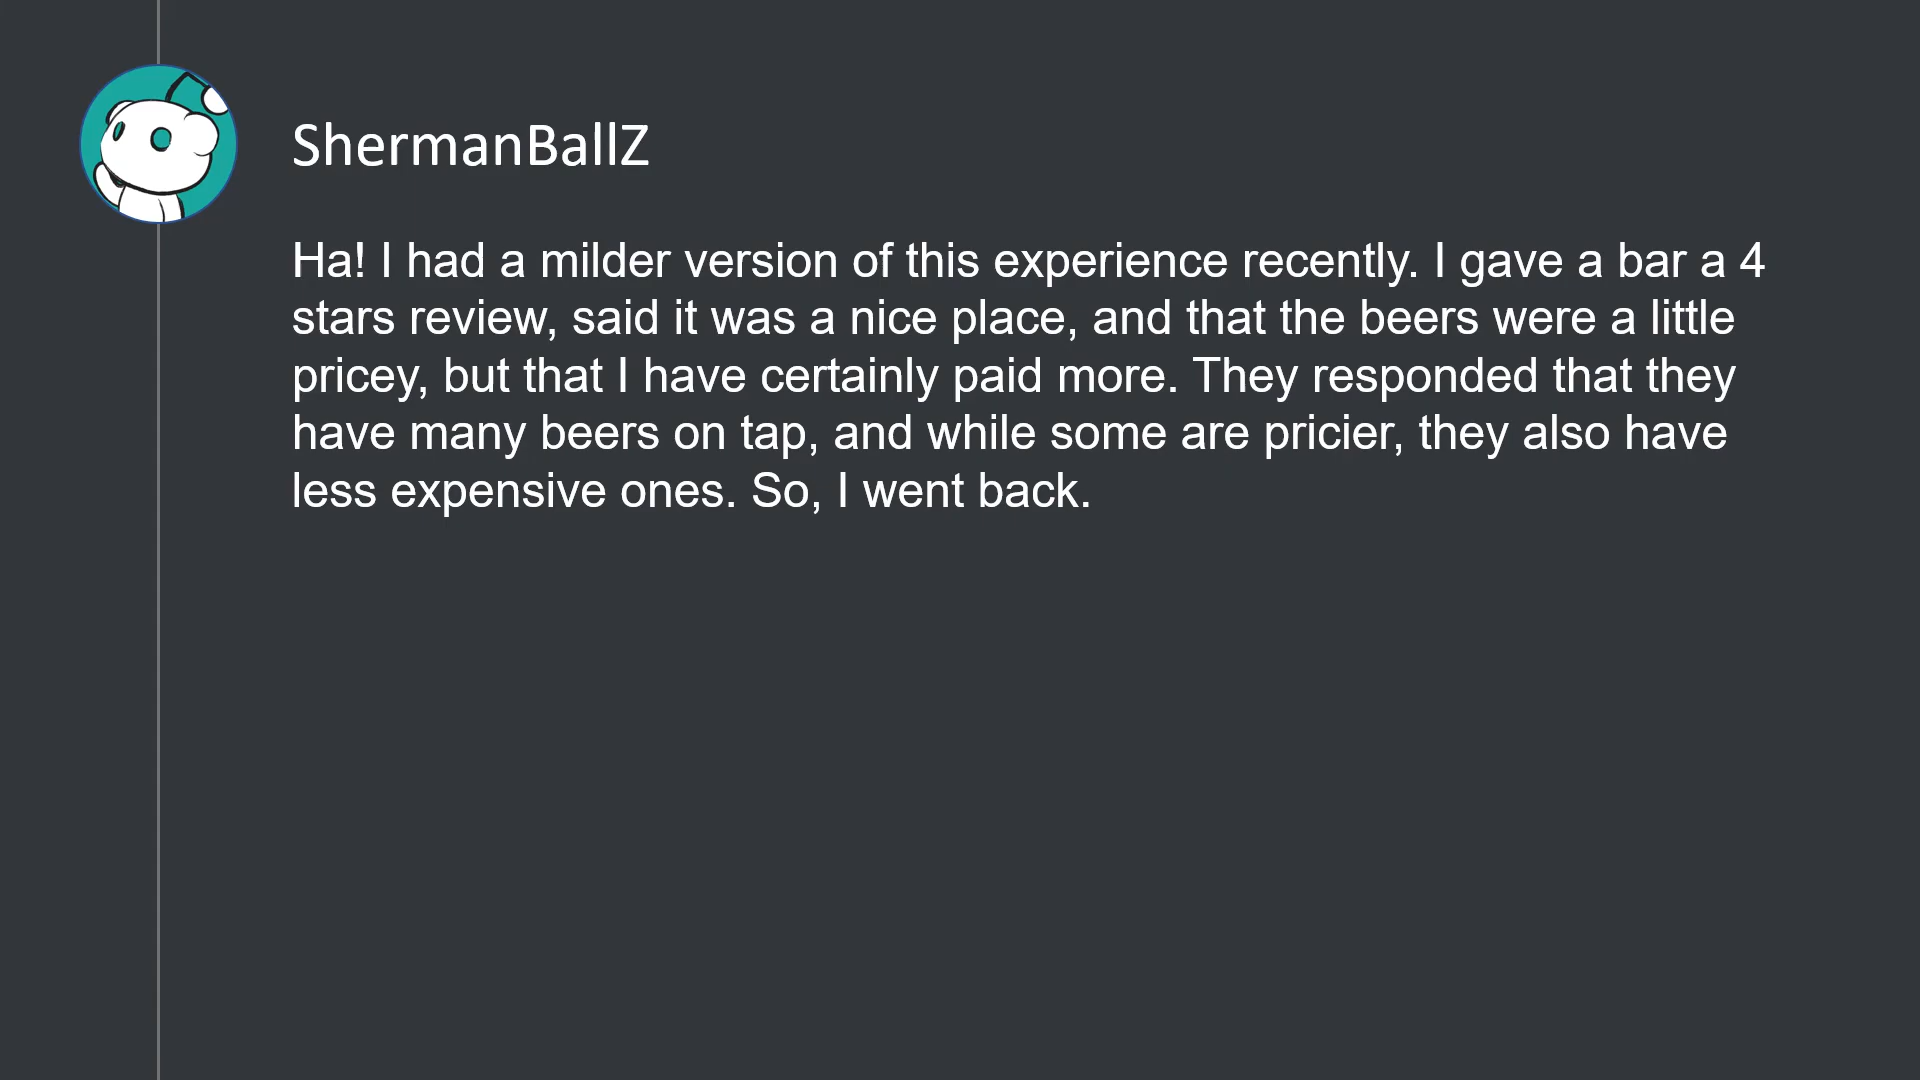 ShermanBallZ
Ha! I had a milder version of this experience recently. I gave a bar a 4
stars review, said it was a nice place, and that the beers were a little
pricey, but that I have certainly paid more. They responded that they
have many beers on tap, and while some are pricier, they also have
less expensive ones. So, I went back.